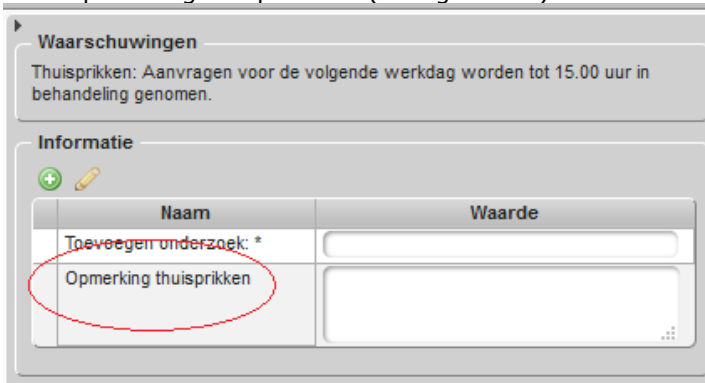 Waarschuwingen
Thuisprikken: Aanvragen voor de volgende werkdag worden tot 15.00 uur in
behandeling genomen.
Informatie
Naam Waarde
Toevoegen onderzoek: *
Opmerking thuisprikken